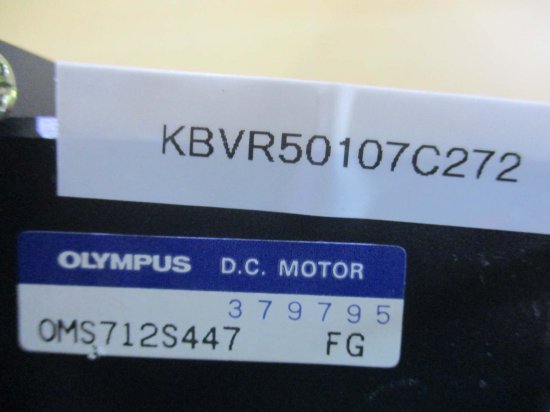 KBVR50107C272
OLYMPUS D.C. MOTOR
379795
OMS712S447 FG